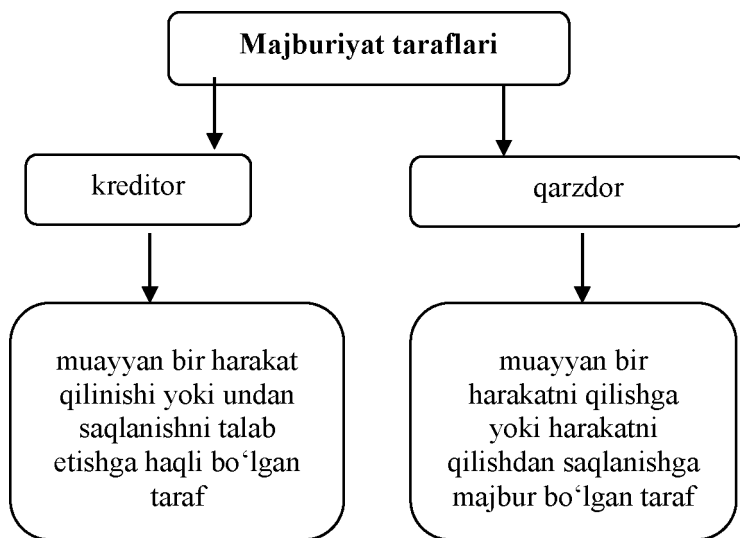 Majburiyat taraflari
kreditor
qarzdor
muayyan bir harakat
qilinishi yoki undan
saqlanishni talab
etishga haqli bo‘lgan
taraf
muayyan bir
harakatni qilishga
yoki harakatni
qilishdan saqlanishga
majbur bo‘lgan taraf